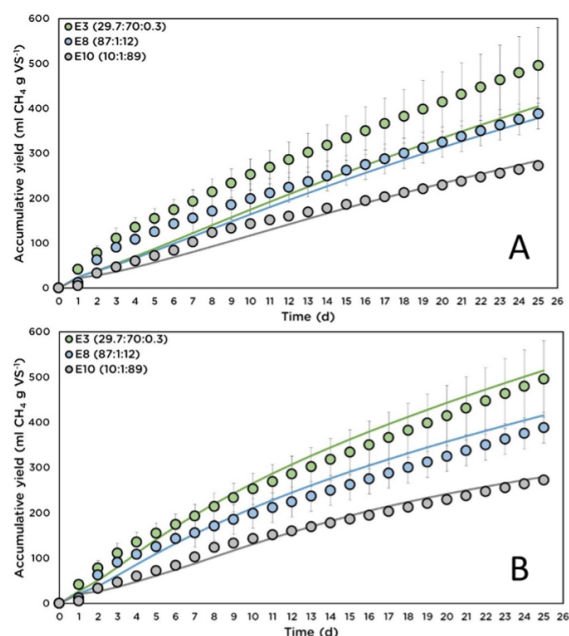 600
500
400
300
200
100
0
Accumulative yield (ml CH₄ g VS⁻¹)
E3 (29.7:70:0.3)
E8 (87:1:12)
E10 (10:1:89)
A
0 1 2 3 4 5 6 7 8 9 10 11 12 13 14 15 16 17 18 19 20 21 22 23 24 25 26
Time (d)
600
500
400
300
200
100
0
Accumulative yield (ml CH₄ g VS⁻¹)
E3 (29.7:70:0.3)
E8 (87:1:12)
E10 (10:1:89)
B
0 1 2 3 4 5 6 7 8 9 10 11 12 13 14 15 16 17 18 19 20 21 22 23 24 25 26
Time (d)